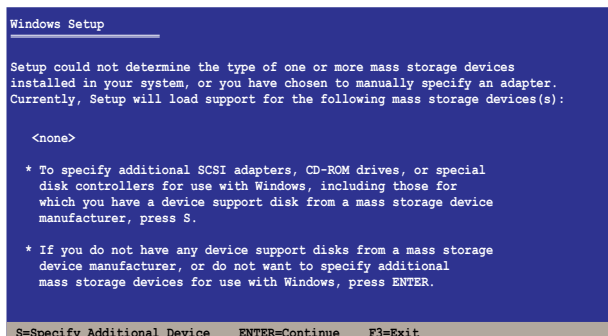 Windows Setup
Setup could not determine the type of one or more mass storage devices
installed in your system, or you have chosen to manually specify an adapter.
Currently, Setup will load support for the following mass storage devices(s):
<none>
* To specify additional SCSI adapters, CD-ROM drives, or special
disk controllers for use with Windows, including those for
which you have a device support disk from a mass storage device
manufacturer, press S.
* If you do not have any device support disks from a mass storage
device manufacturer, or do not want to specify additional
mass storage devices for use with Windows, press ENTER.
S=Specify Additional Device ENTER=Continue F3=Exit